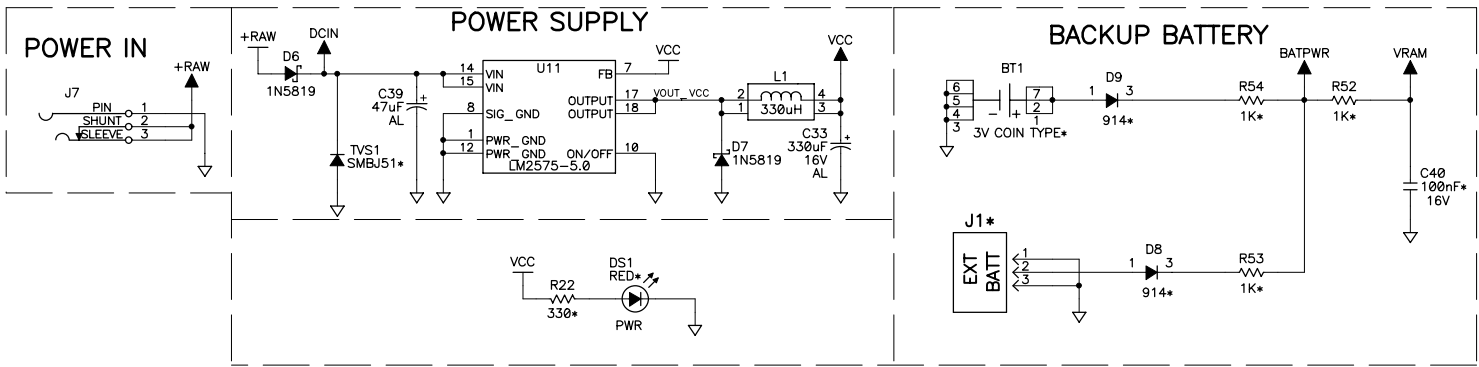 POWER IN
J7
+RAW
PIN 1
SHUNT 2
SLEEVE 3
POWER SUPPLY
+RAW
DCIN
D6
1N5819
TVS1
SMBJ51*
C39
47uF
AL
+
U11
14 VIN
15 VIN
8 SIG_GND
1 PWR_GND
12 PWR_GND
FB 7
OUTPUT 17
OUTPUT 18
ON/OFF 10
LM2575-5.0
VCC
VOUT_VCC
D7
1N5819
L1
2 4
1 3
330uH
VCC
C33
330uF
16V
AL
+
VCC
R22
330*
DS1
RED*
PWR
BACKUP BATTERY
6
5
4
3
BT1
- +
7
2
1
3V COIN TYPE*
D9
1 3
914*
R54
1K*
BATPWR
R52
1K*
VRAM
C40
100nF*
16V
J1*
EXT
BATT
1
2
3
D8
1 3
914*
R53
1K*